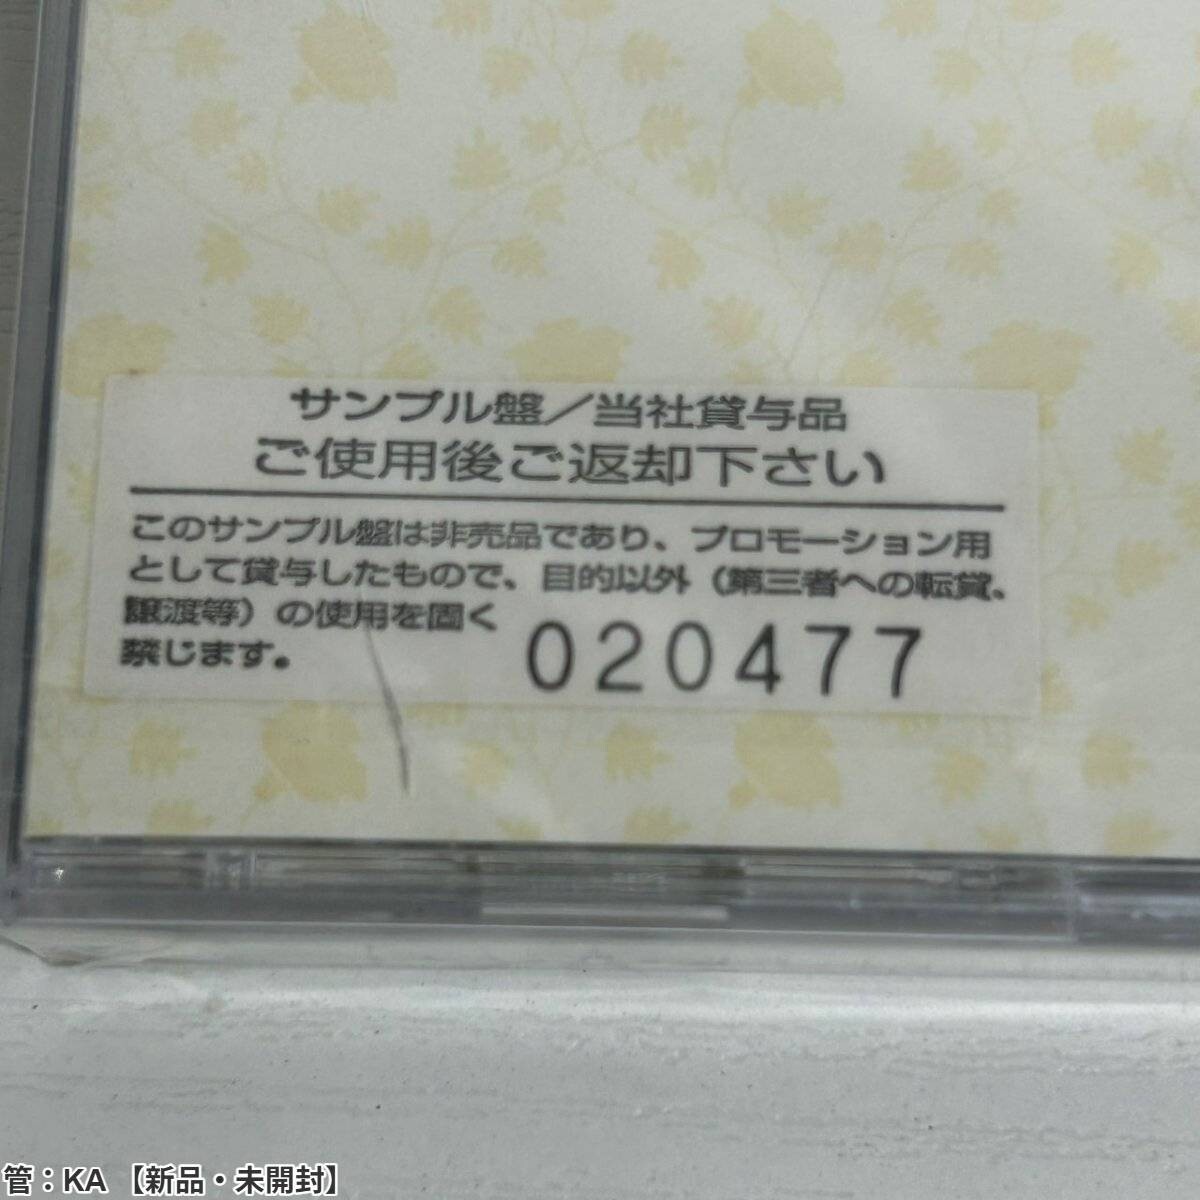 サンプル盤／当社貸与品
ご使用後ご返却下さい
このサンプル盤は非売品であり、プロモーション用
として貸与したもので、目的以外（第三者への転貸、
譲渡等）の使用を固く
禁じます。
020477
管：KA 【新品・未開封】